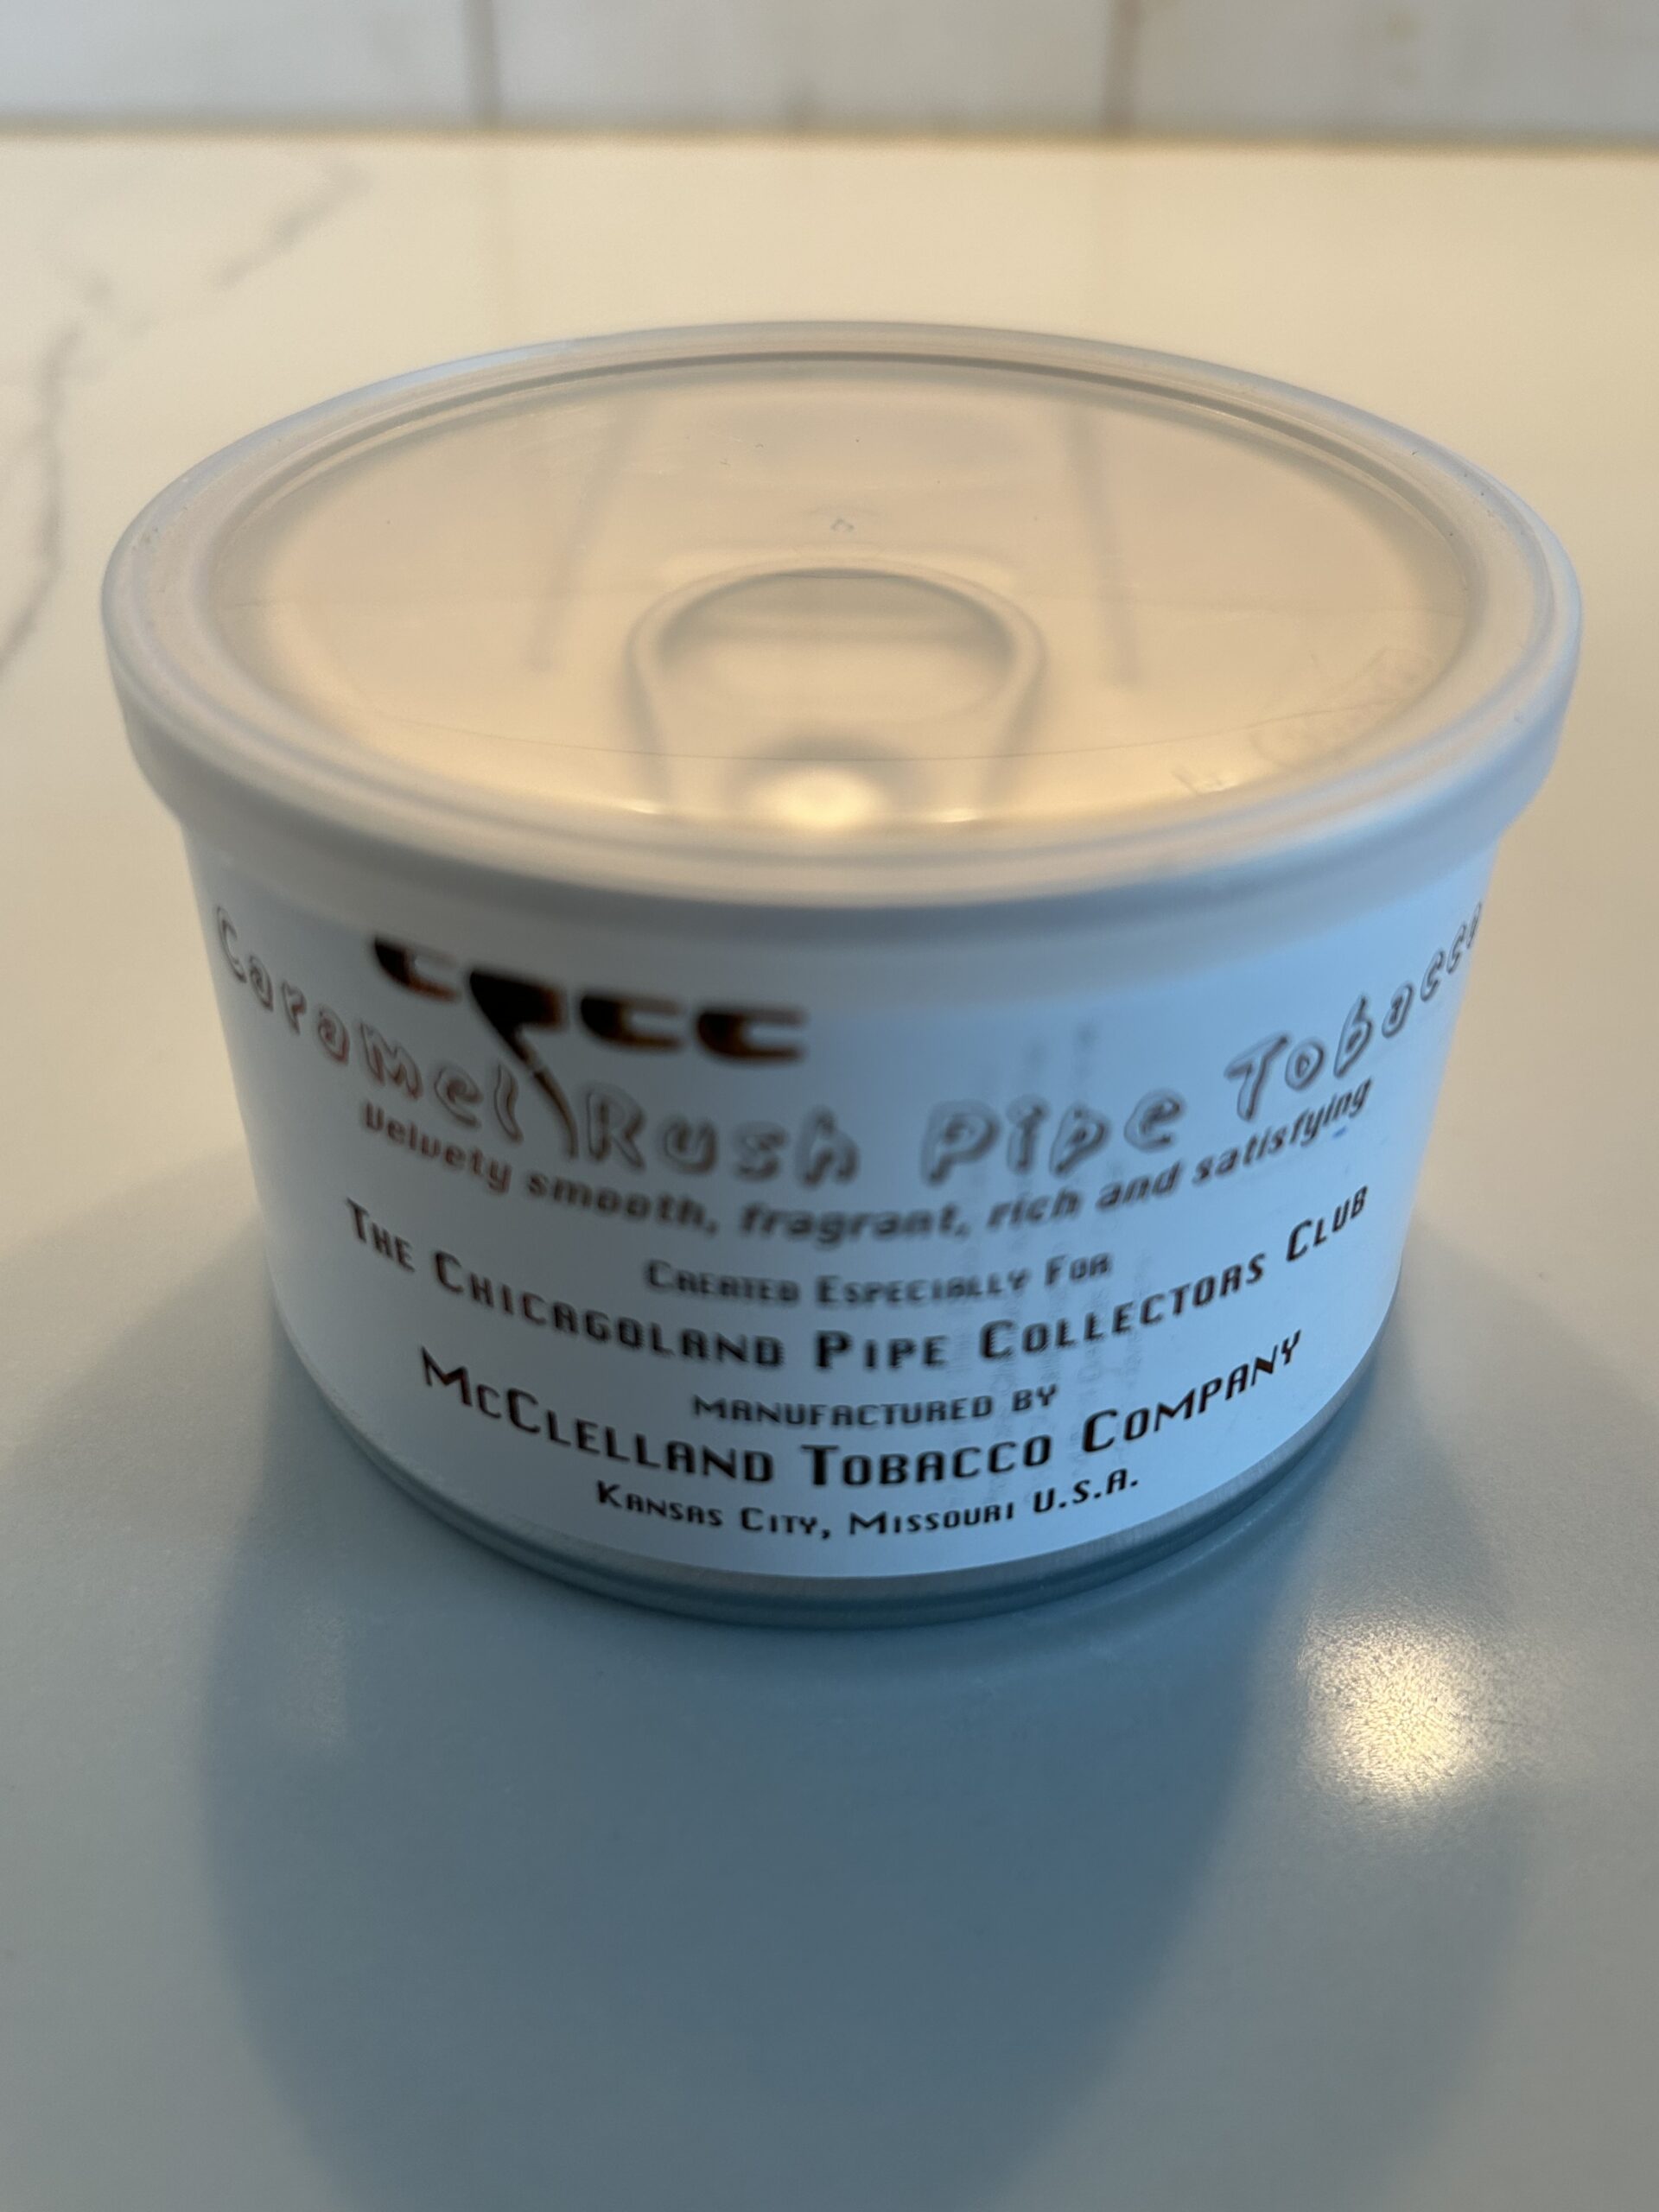 CPCC
Caramel Rush Pipe Tobacco
Velvety smooth, fragrant, rich and satisfying
Created Especially For
The Chicagoland Pipe Collectors Club
manufactured by
McClelland Tobacco Company
Kansas City, Missouri U.S.A.